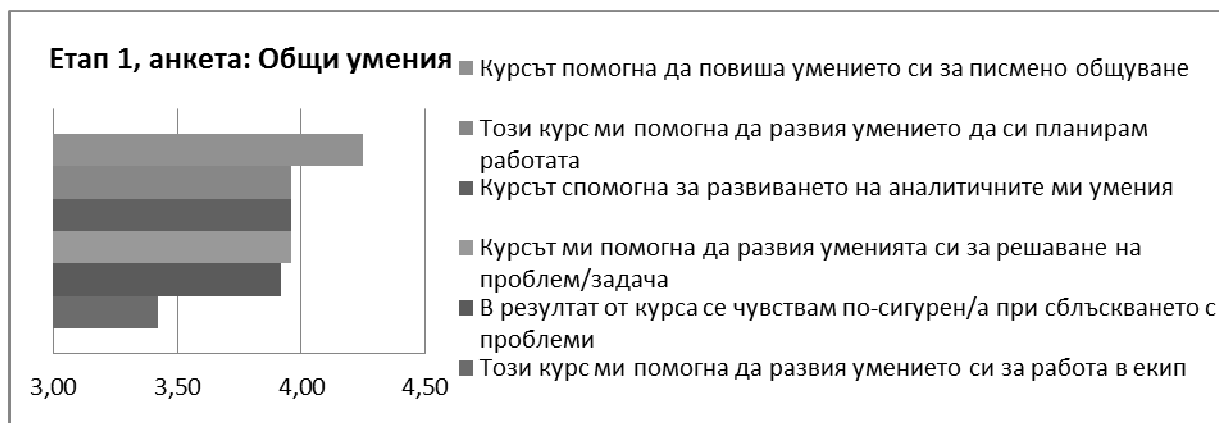 Етап 1, анкета: Общи умения
Курсът помогна да повиша умението си за писмено общуване
Този курс ми помогна да развия умението да си планирам
работата
Курсът спомогна за развиването на аналитичните ми умения
Курсът ми помогна да развия уменията си за решаване на
проблем/задача
В резултат от курса се чувствам по-сигурен/а при сблъскването с
проблеми
Този курс ми помогна да развия умението си за работа в екип
3,00 3,50 4,00 4,50